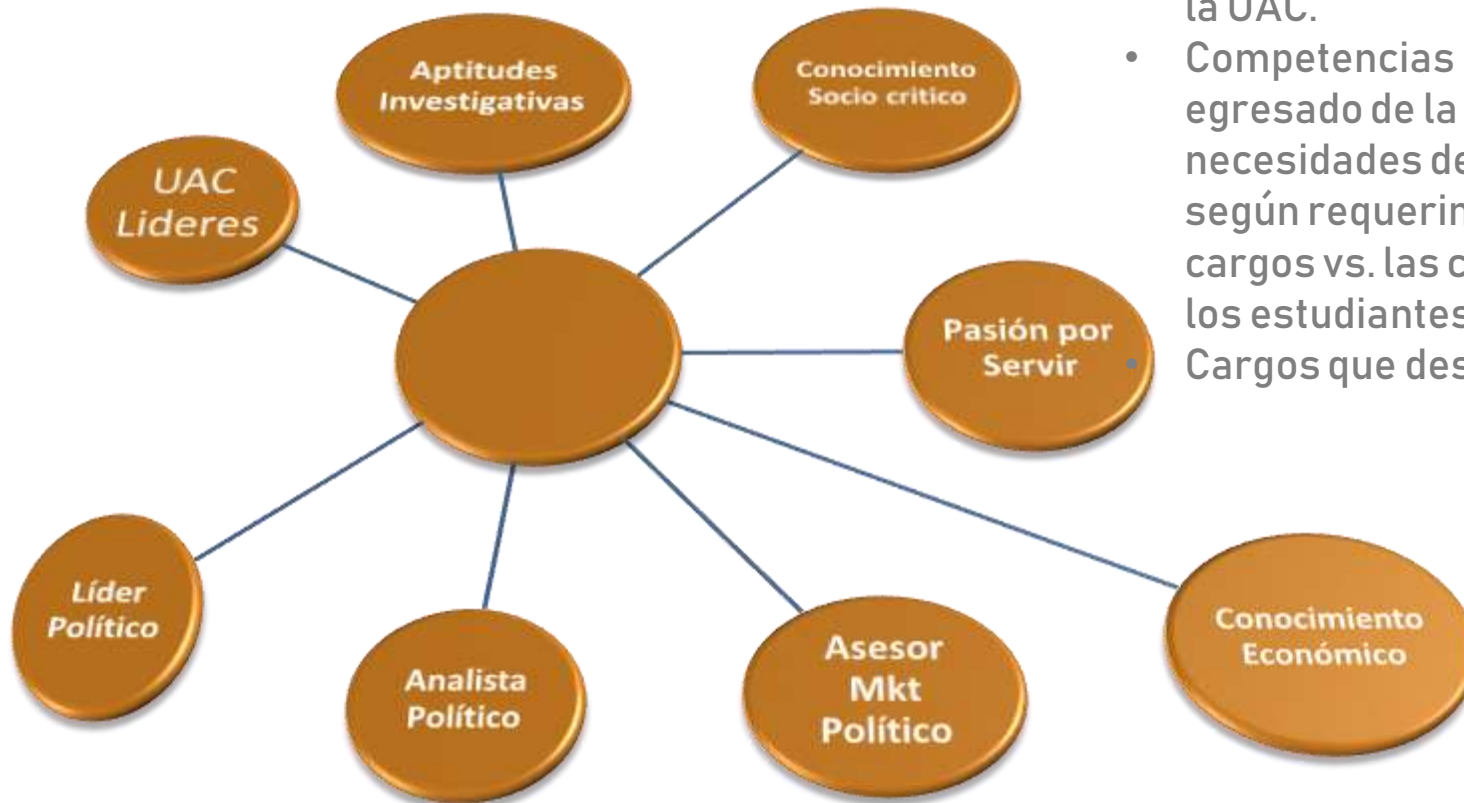 Aptitudes
Investigativas
Conocimiento
Socio critico
UAC
Lideres
Pasión por
Servir
Líder
Político
Analista
Político
Asesor
Mkt
Político
Conocimiento
Económico
la UAC.
• Competencias
egresado de la
necesidades de
según requerin
cargos vs. las c
los estudiantes
• Cargos que des